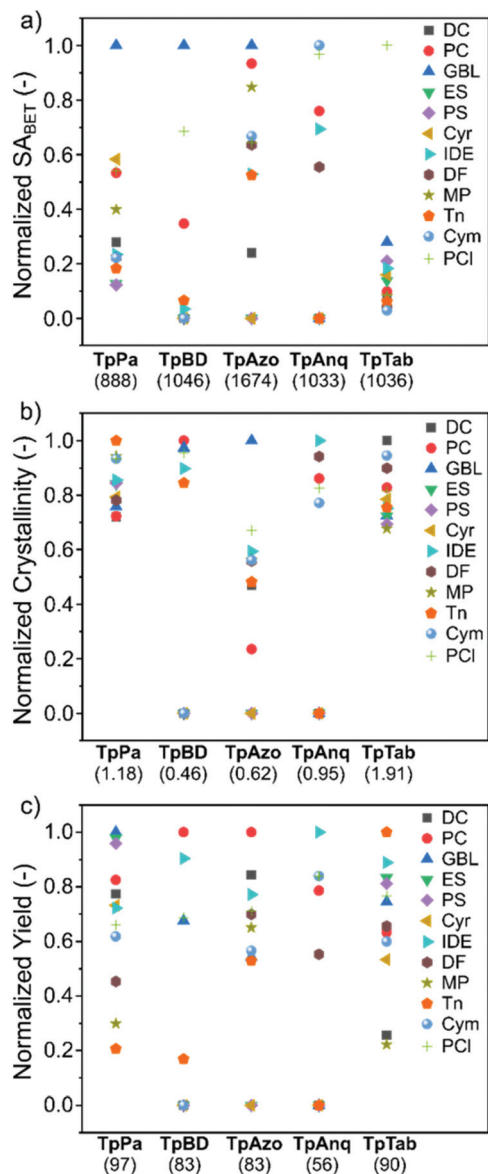 a)
Normalized SA_BET (-)
1.0
0.8
0.6
0.4
0.2
0.0
TpPa TpBD TpAzo TpAnq TpTab
(888) (1046) (1674) (1033) (1036)
DC
PC
GBL
ES
PS
Cyr
IDE
DF
MP
Tn
Cym
PCl
b)
Normalized Crystallinity (-)
1.0
0.8
0.6
0.4
0.2
0.0
TpPa TpBD TpAzo TpAnq TpTab
(1.18) (0.46) (0.62) (0.95) (1.91)
DC
PC
GBL
ES
PS
Cyr
IDE
DF
MP
Tn
Cym
PCl
c)
Normalized Yield (-)
1.0
0.8
0.6
0.4
0.2
0.0
TpPa TpBD TpAzo TpAnq TpTab
(97) (83) (83) (56) (90)
DC
PC
GBL
ES
PS
Cyr
IDE
DF
MP
Tn
Cym
PCl